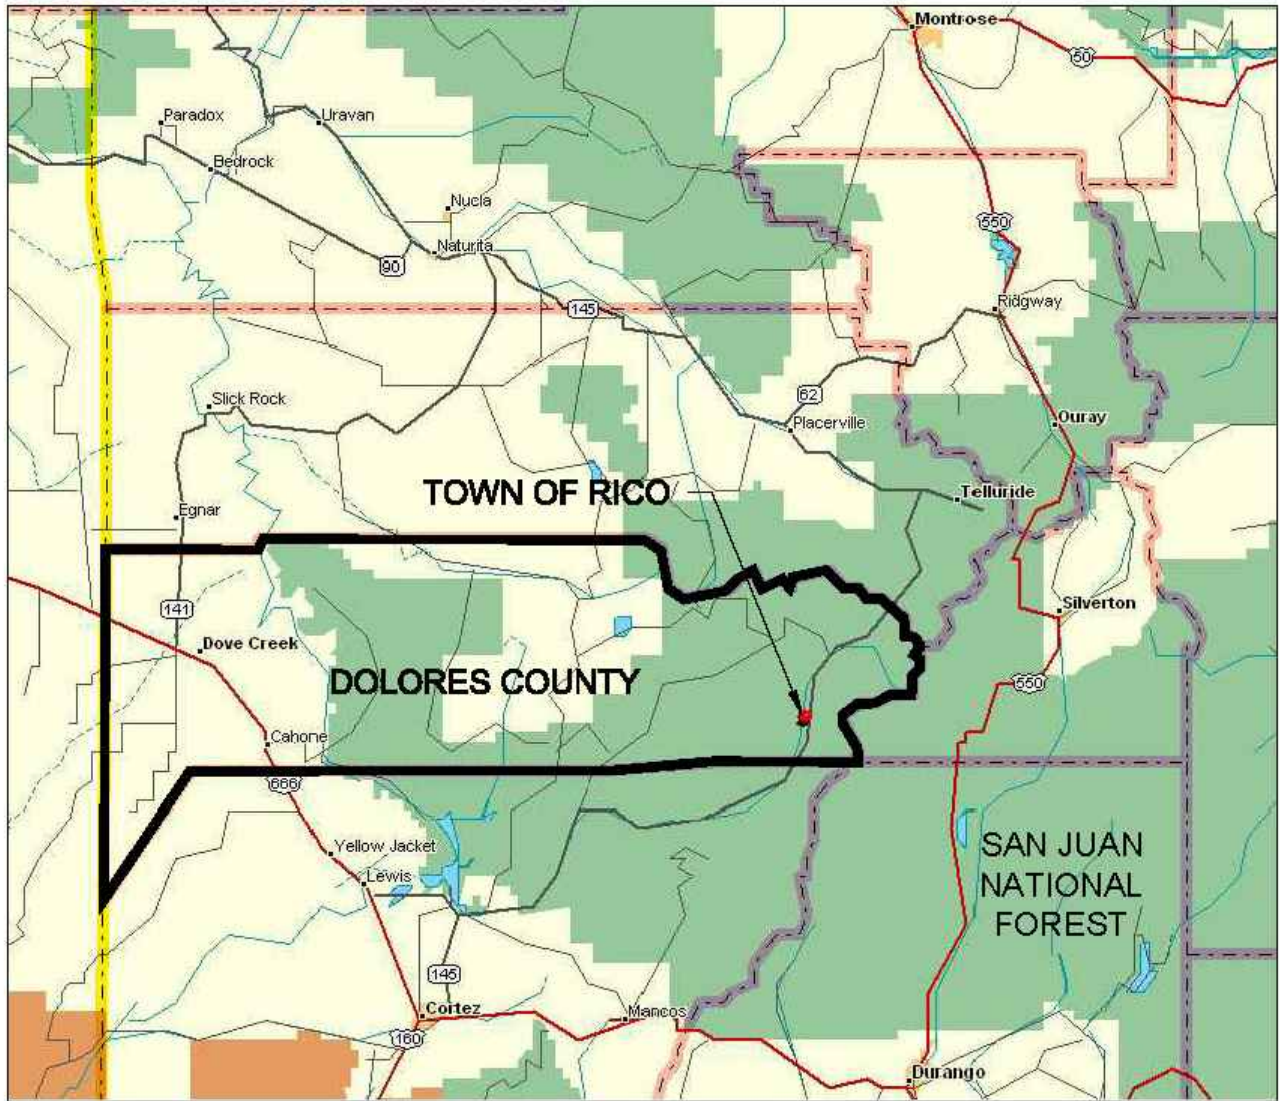 Montrose
50
Paradox
Uravan
Bedrock
Nucla
550
Naturita
90
Ridgway
145
62
Slick Rock
Ouray
Placerville
TOWN OF RICO
Telluride
Egnar
141
Silverton
Dove Creek
DOLORES COUNTY
550
Cahone
666
Yellow Jacket
SAN JUAN
NATIONAL
FOREST
Lewis
145
Cortez
Mancos
160
Durango